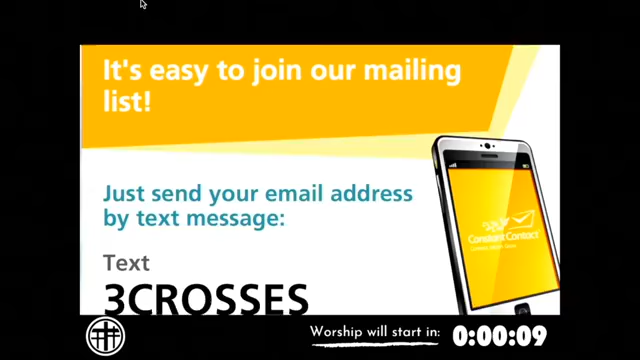 It's easy to join our mailing
list!
Just send your email address
by text message:
Text
3CROSSES
Constant Contact
Worship will start in: 0:00:09